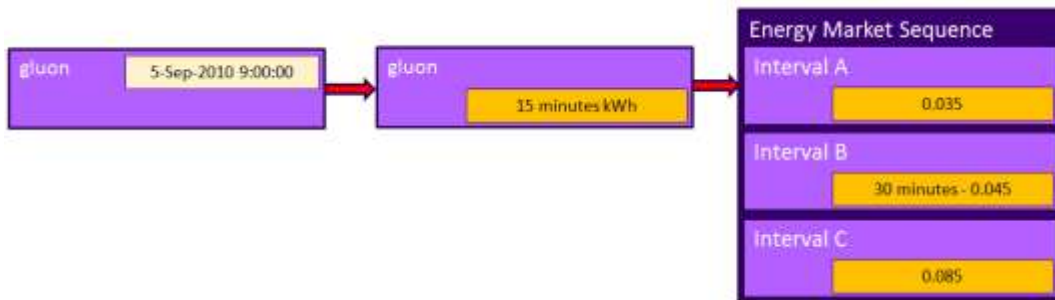 gluon
5-Sep-2010 9:00:00
gluon
15 minutes kWh
Energy Market Sequence
Interval A
0.035
Interval B
30 minutes - 0.045
Interval C
0.085